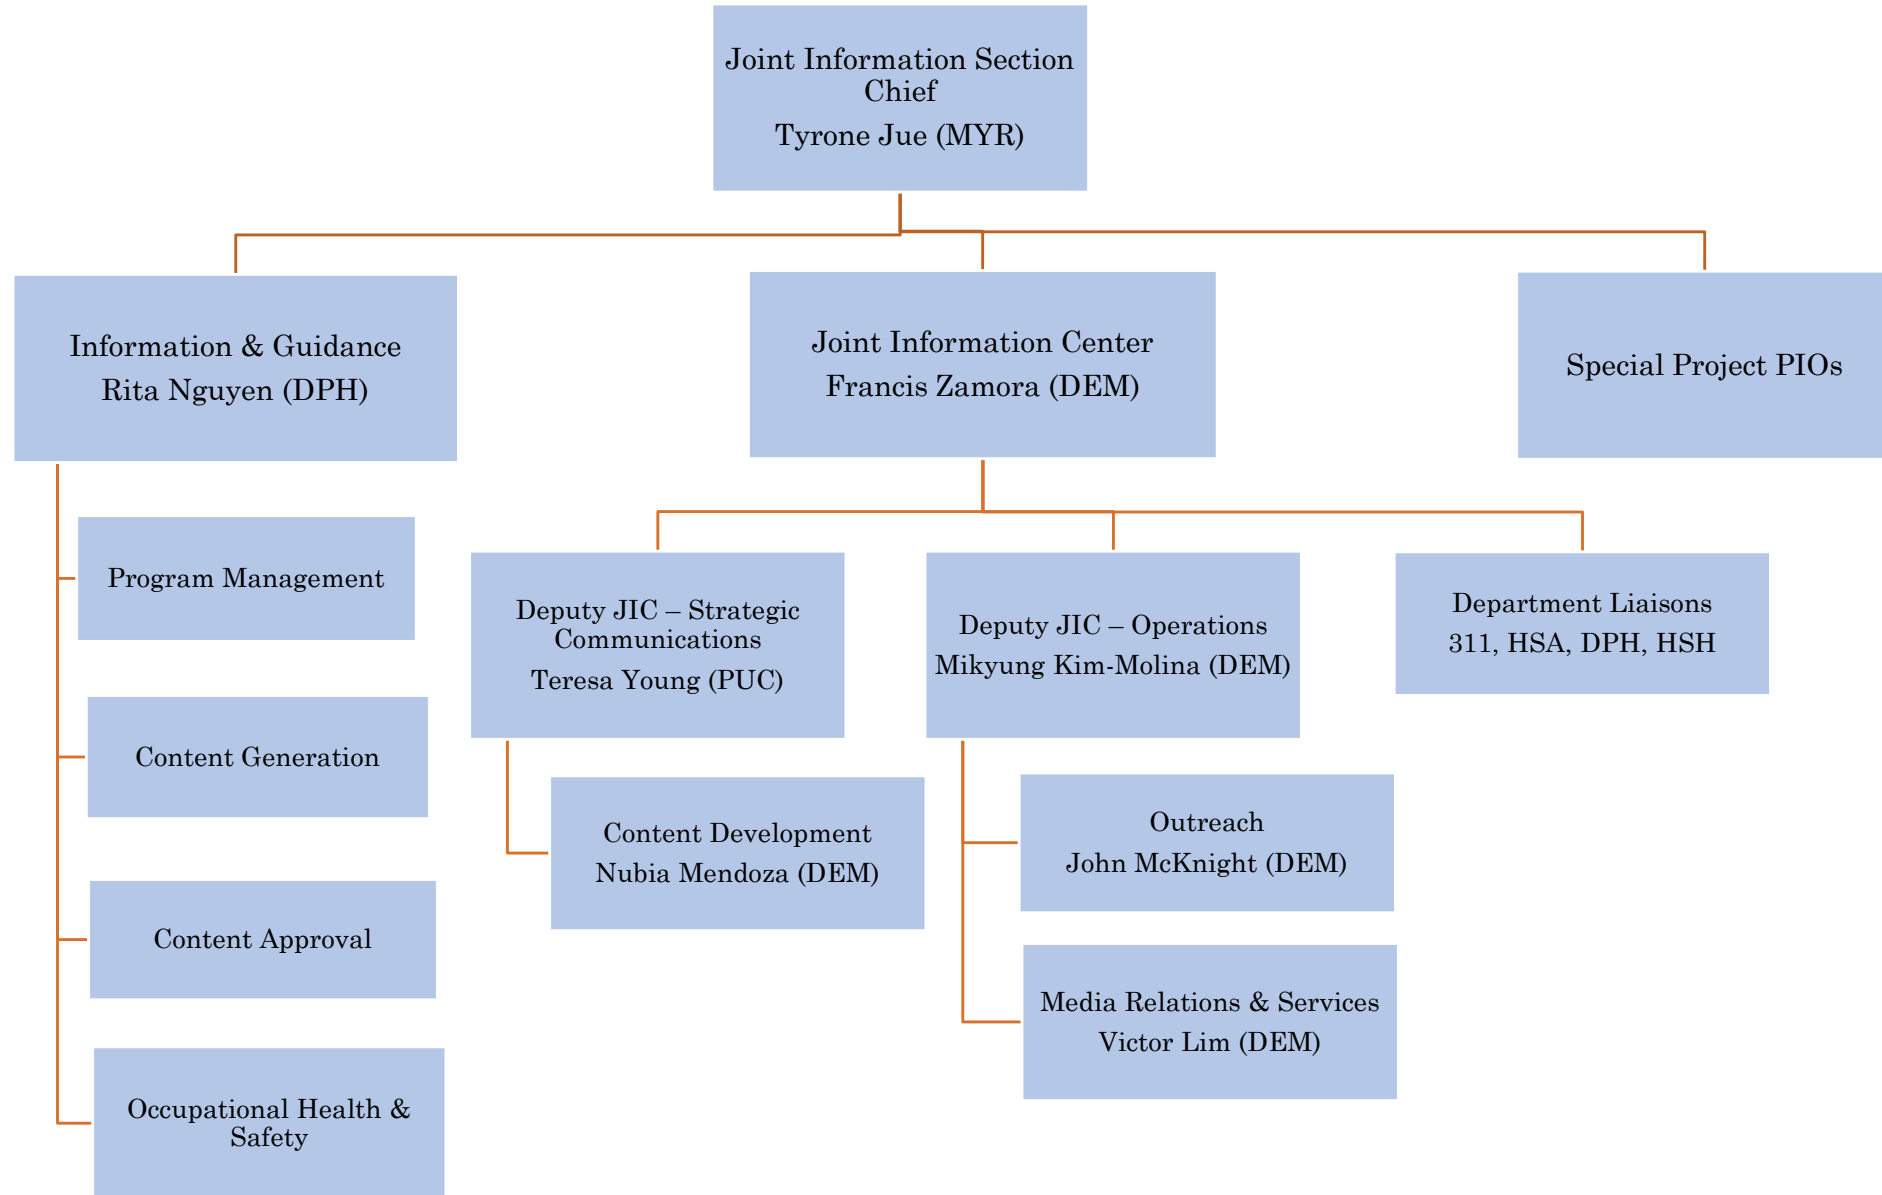 Joint Information Section
Chief
Tyrone Jue (MYR)
Information & Guidance
Rita Nguyen (DPH)
Joint Information Center
Francis Zamora (DEM)
Special Project PIOs
Program Management
Content Generation
Content Approval
Occupational Health &
Safety
Deputy JIC – Strategic
Communications
Teresa Young (PUC)
Content Development
Nubia Mendoza (DEM)
Deputy JIC – Operations
Mikyung Kim-Molina (DEM)
Outreach
John McKnight (DEM)
Media Relations & Services
Victor Lim (DEM)
Department Liaisons
311, HSA, DPH, HSH